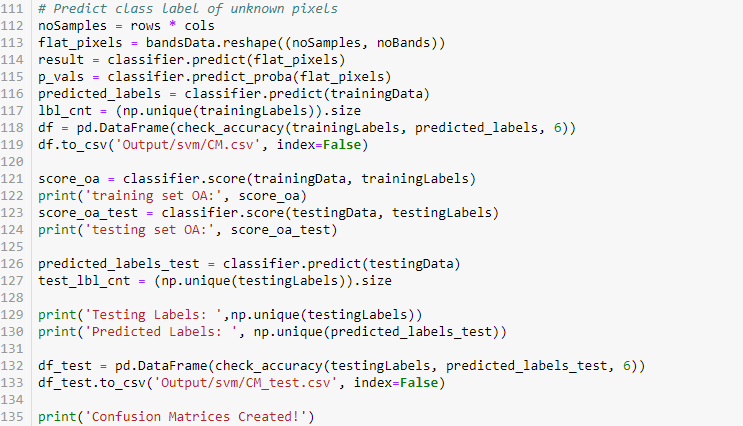 111 # Predict class label of unknown pixels
112 noSamples = rows * cols
113 flat_pixels = bandsData.reshape((noSamples, noBands))
114 result = classifier.predict(flat_pixels)
115 p_vals = classifier.predict_proba(flat_pixels)
116 predicted_labels = classifier.predict(trainingData)
117 lbl_cnt = (np.unique(trainingLabels)).size
118 df = pd.DataFrame(check_accuracy(trainingLabels, predicted_labels, 6))
119 df.to_csv('Output/svm/CM.csv', index=False)
120
121 score_oa = classifier.score(trainingData, trainingLabels)
122 print('training set OA:', score_oa)
123 score_oa_test = classifier.score(testingData, testingLabels)
124 print('testing set OA:', score_oa_test)
125
126 predicted_labels_test = classifier.predict(testingData)
127 test_lbl_cnt = (np.unique(testingLabels)).size
128
129 print('Testing Labels: ',np.unique(testingLabels))
130 print('Predicted Labels: ', np.unique(predicted_labels_test))
131
132 df_test = pd.DataFrame(check_accuracy(testingLabels, predicted_labels_test, 6))
133 df_test.to_csv('Output/svm/CM_test.csv', index=False)
134
135 print('Confusion Matrices Created!')